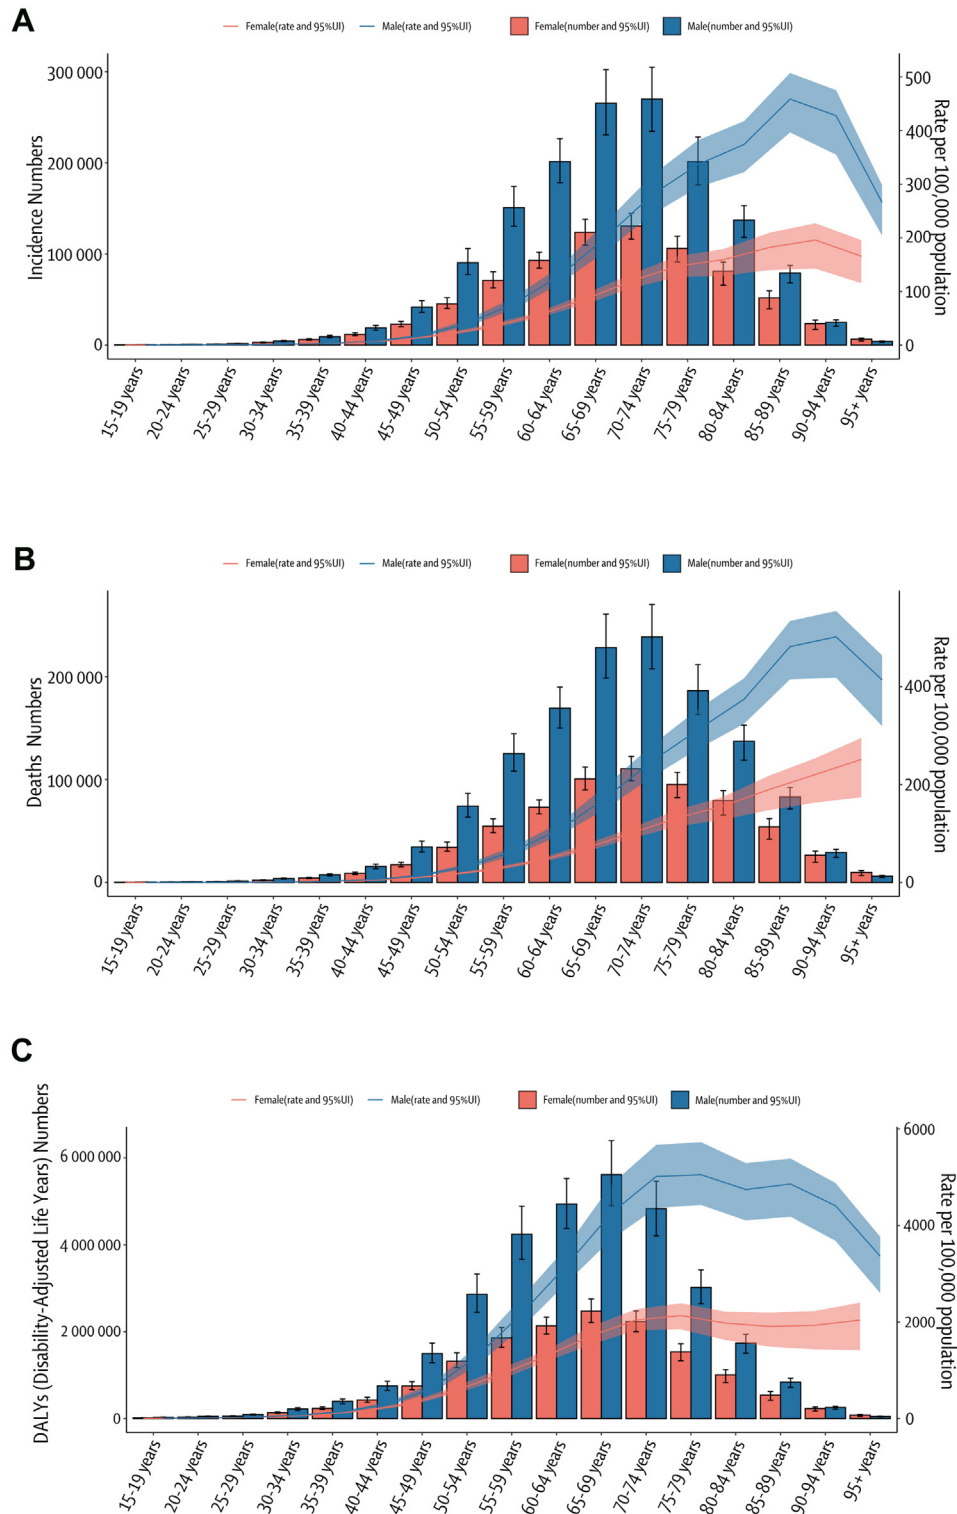 A
Female(rate and 95%UI) Male(rate and 95%UI) Female(number and 95%UI) Male(number and 95%UI)
Incidence Numbers
300 000
200 000
100 000
0
500
400
300
200
100
0
Rate per 100,000 population
15-19 years
20-24 years
25-29 years
30-34 years
35-39 years
40-44 years
45-49 years
50-54 years
55-59 years
60-64 years
65-69 years
70-74 years
75-79 years
80-84 years
85-89 years
90-94 years
95+ years
B
Female(rate and 95%UI) Male(rate and 95%UI) Female(number and 95%UI) Male(number and 95%UI)
Deaths Numbers
200 000
100 000
0
400
200
0
Rate per 100,000 population
15-19 years
20-24 years
25-29 years
30-34 years
35-39 years
40-44 years
45-49 years
50-54 years
55-59 years
60-64 years
65-69 years
70-74 years
75-79 years
80-84 years
85-89 years
90-94 years
95+ years
C
Female(rate and 95%UI) Male(rate and 95%UI) Female(number and 95%UI) Male(number and 95%UI)
DALYs (Disability-Adjusted Life Years) Numbers
6 000 000
4 000 000
2 000 000
0
6000
4000
2000
0
Rate per 100,000 population
15-19 years
20-24 years
25-29 years
30-34 years
35-39 years
40-44 years
45-49 years
50-54 years
55-59 years
60-64 years
65-69 years
70-74 years
75-79 years
80-84 years
85-89 years
90-94 years
95+ years